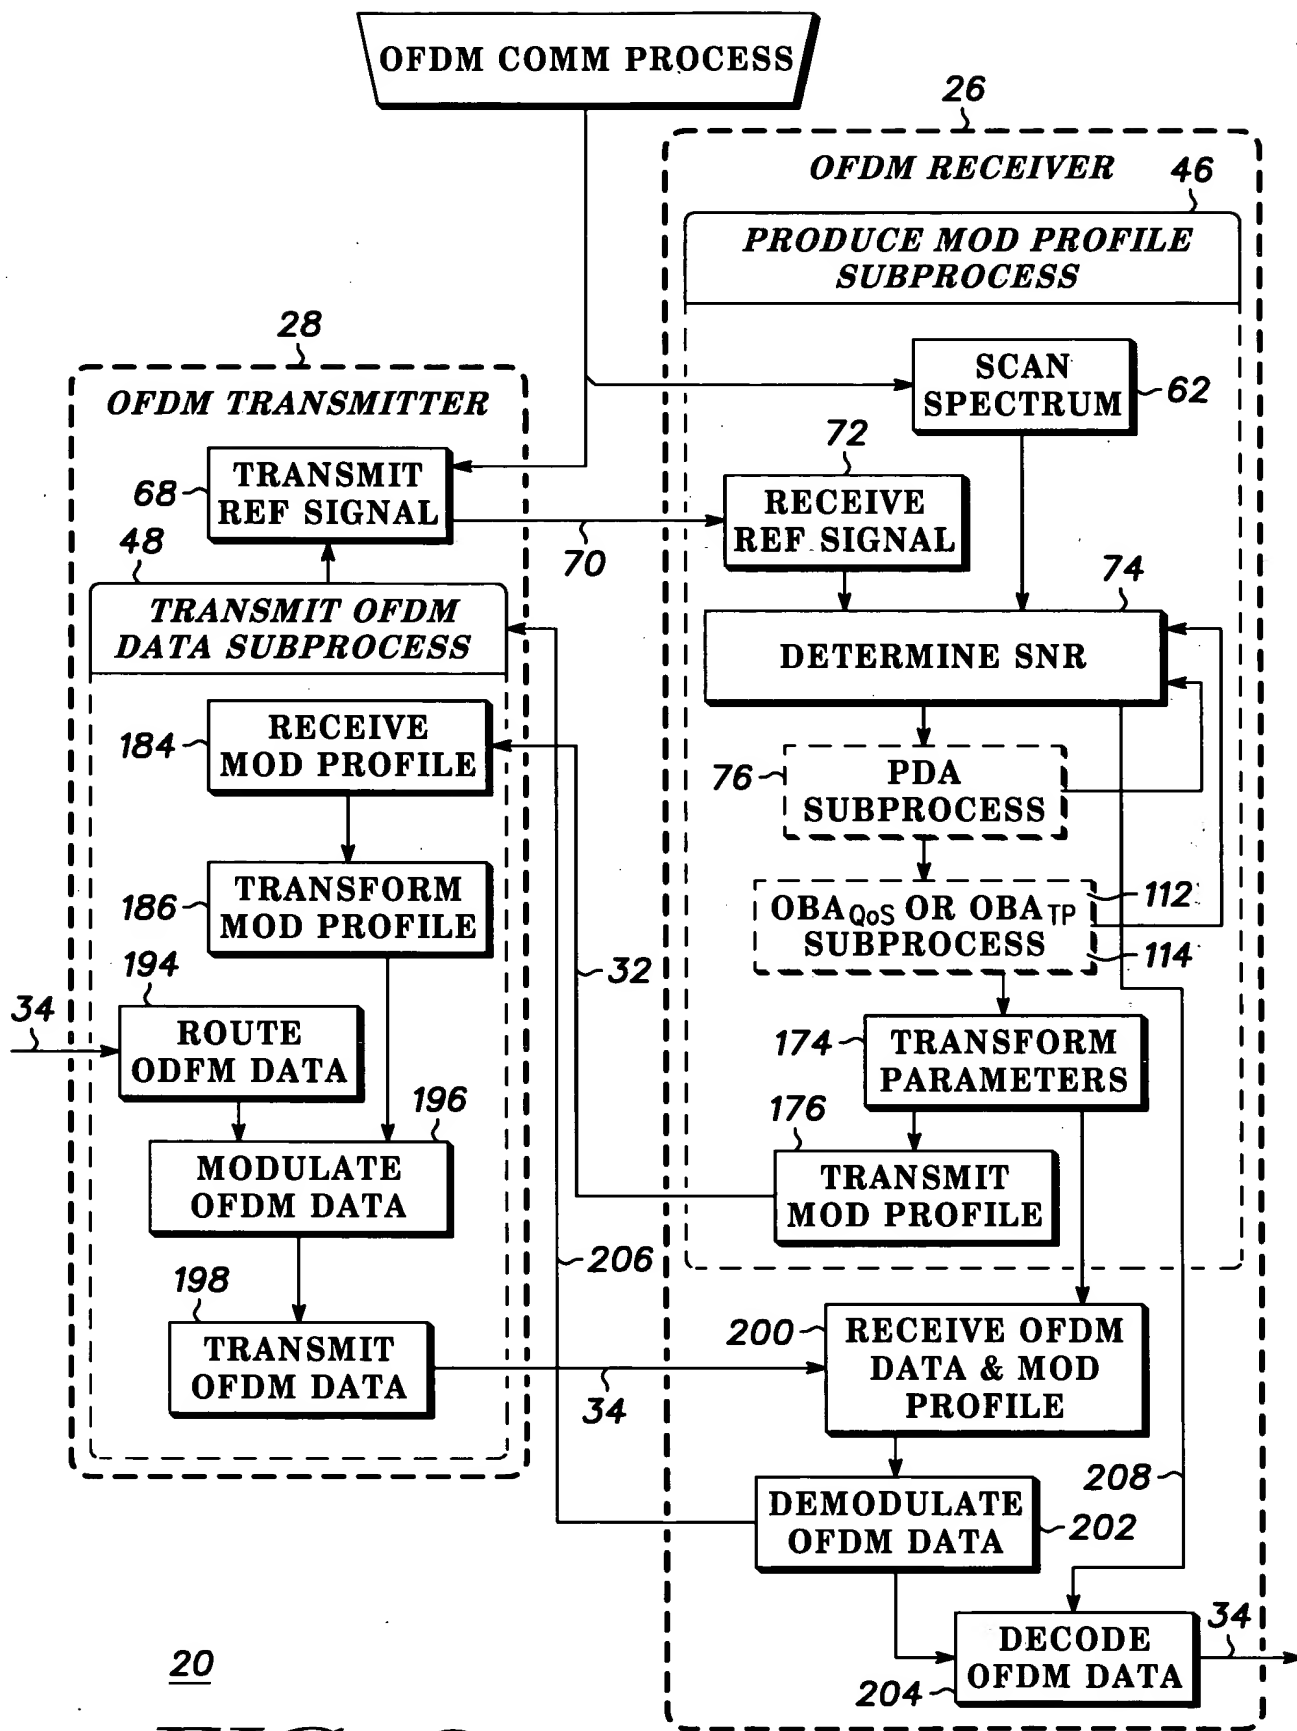 OFDM COMM PROCESS
26
OFDM RECEIVER
46
PRODUCE MOD PROFILE
SUBPROCESS
28
OFDM TRANSMITTER
SCAN
SPECTRUM
62
72
TRANSMIT
REF SIGNAL
68
RECEIVE
REF SIGNAL
70
48
74
TRANSMIT OFDM
DATA SUBPROCESS
DETERMINE SNR
184
RECEIVE
MOD PROFILE
76
PDA
SUBPROCESS
186
TRANSFORM
MOD PROFILE
OBA QoS OR OBA TP
SUBPROCESS
112
114
32
194
34
ROUTE
ODFM DATA
174
TRANSFORM
PARAMETERS
196
176
MODULATE
OFDM DATA
TRANSMIT
MOD PROFILE
206
198
TRANSMIT
OFDM DATA
34
200
RECEIVE OFDM
DATA & MOD
PROFILE
208
DEMODULATE
OFDM DATA
202
34
DECODE
OFDM DATA
204
20